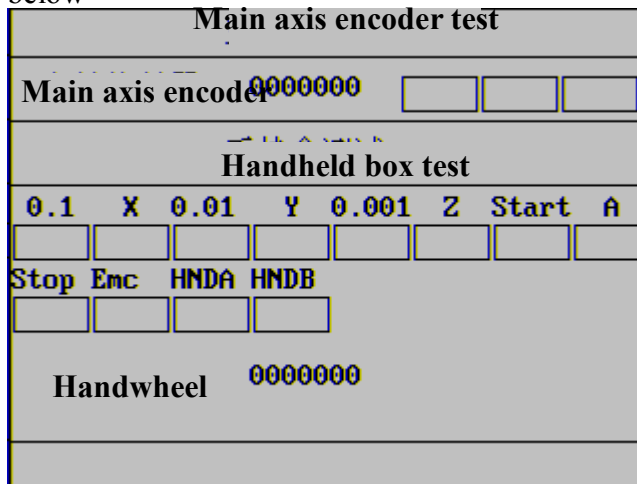 below
Main axis encoder test
Main axis encoder 0000000
Handheld box test
0.1 X 0.01 Y 0.001 Z Start A
Stop Emc HNDA HNDB
Handwheel 0000000